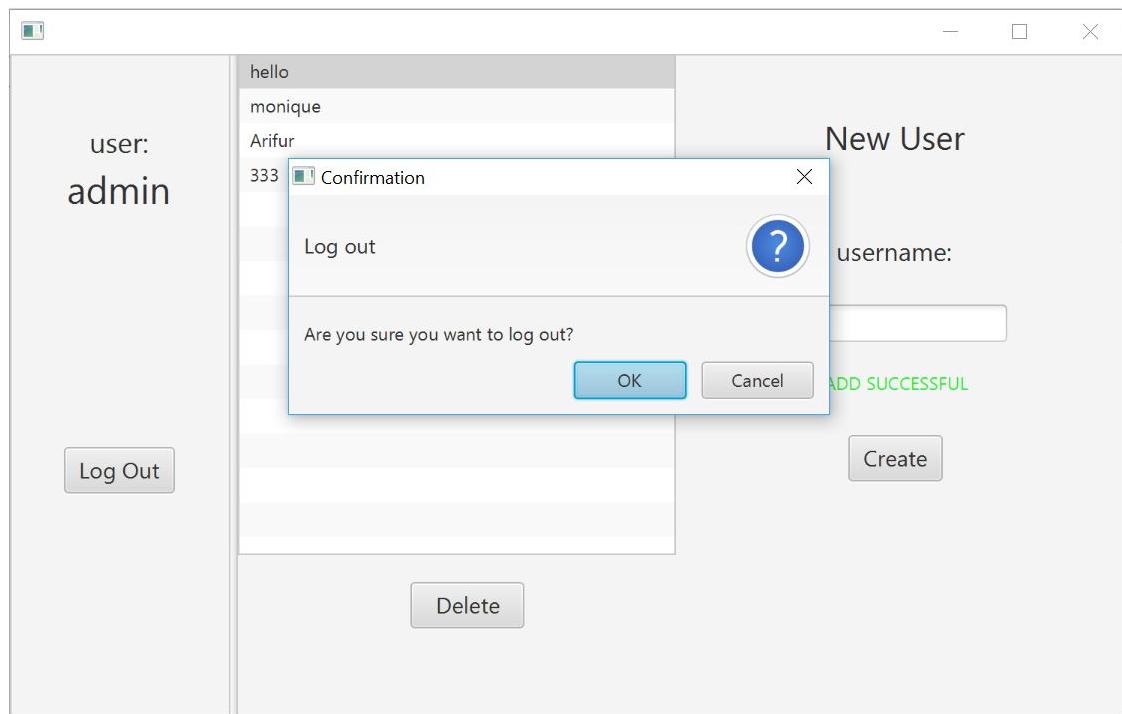 user:
admin
Log Out
hello
monique
Arifur
333
Delete
Confirmation
Log out
?
Are you sure you want to log out?
OK
Cancel
New User
username:
ADD SUCCESSFUL
Create